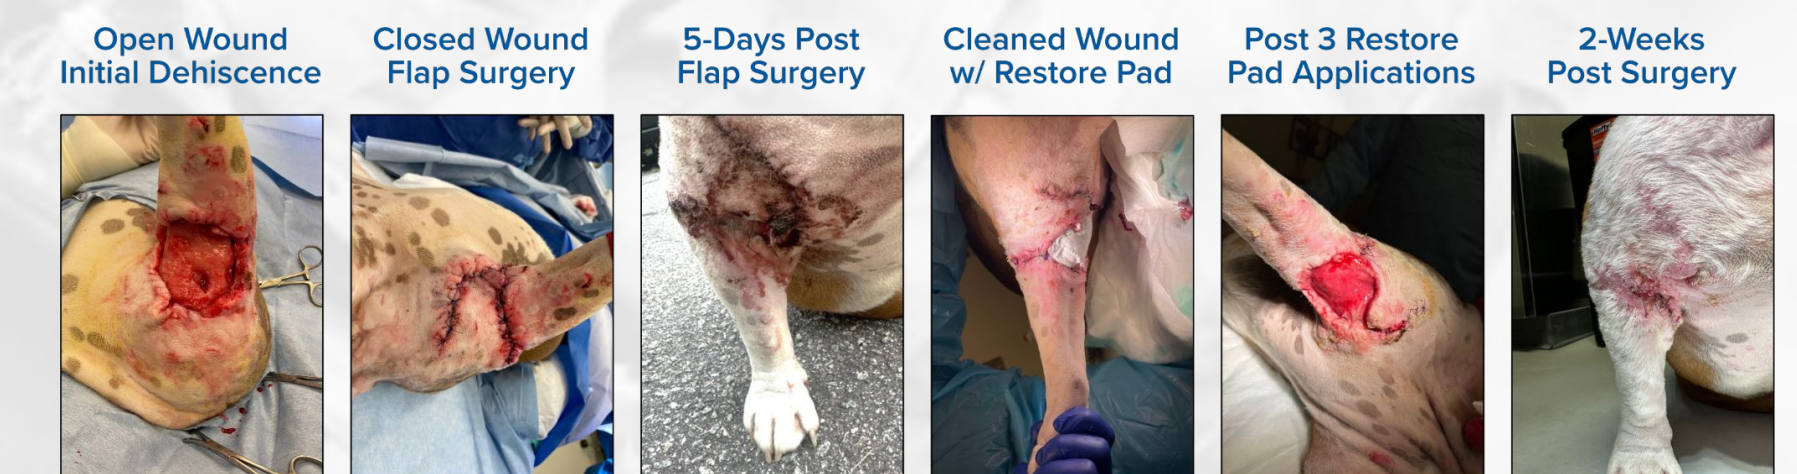 Open Wound
Initial Dehiscence
Closed Wound
Flap Surgery
5-Days Post
Flap Surgery
Cleaned Wound
w/ Restore Pad
Post 3 Restore
Pad Applications
2-Weeks
Post Surgery